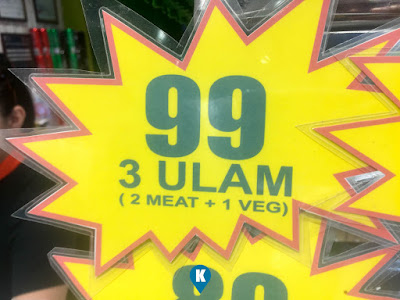 99
3 ULAM
( 2 MEAT + 1 VEG)
K